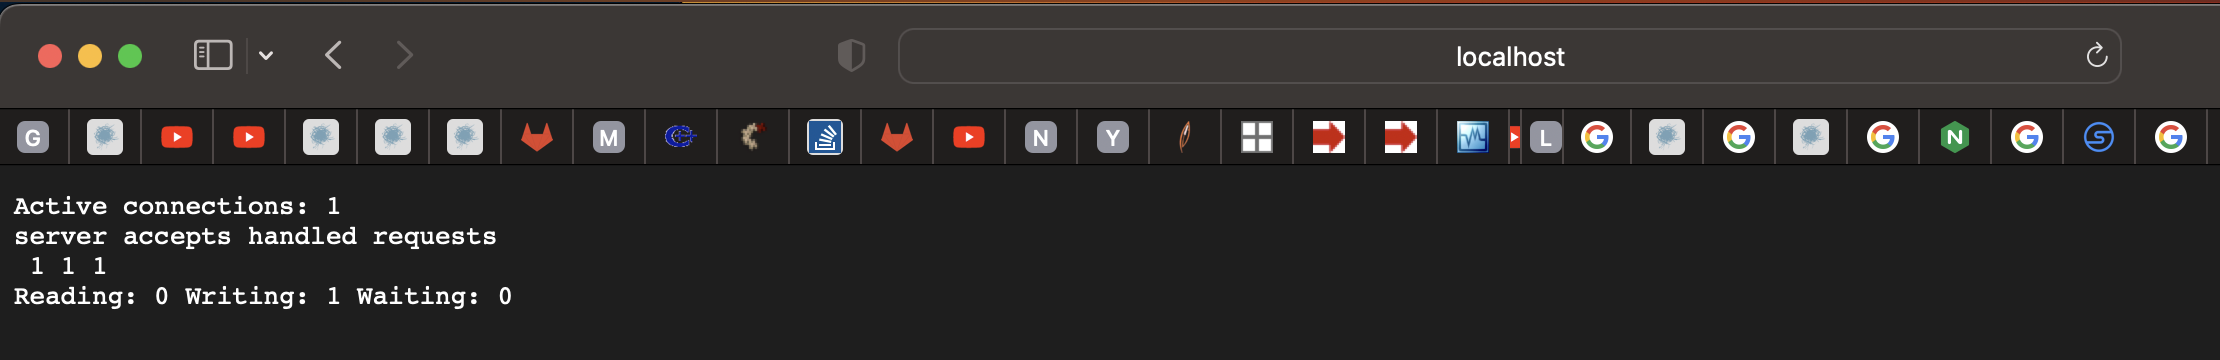 localhost
G M N Y L N
Active connections: 1
server accepts handled requests
1 1 1
Reading: 0 Writing: 1 Waiting: 0